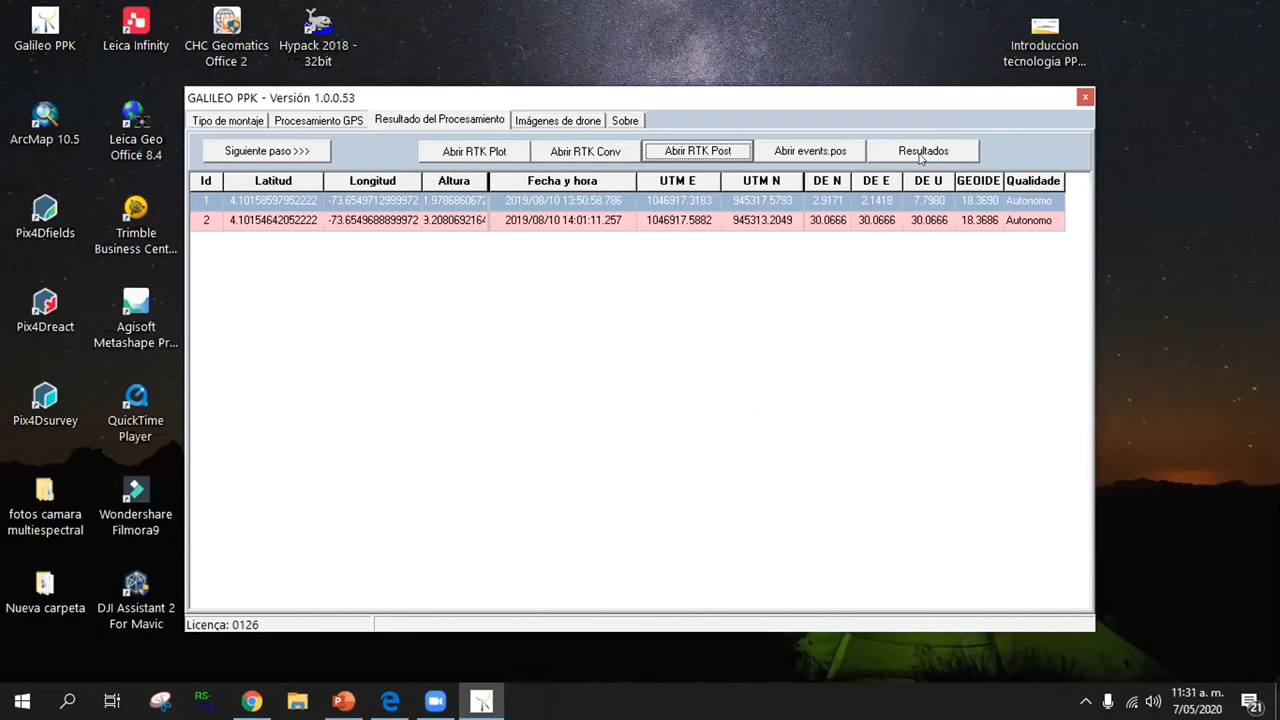 Galileo PPK
Leica Infinity
CHC Geomatics
Office 2
Hypack 2018 -
32bit
Introduccion
tecnologia PP...
GALILEO PPK - Versión 1.0.0.53
x
Tipo de montaje
Procesamiento GPS
Resultado del Procesamiento
Imágenes de drone
Sobre
Siguiente paso >>>
Abrir RTK Plot
Abrir RTK Conv
Abrir RTK Post
Abrir events.pos
Resultados
Id Latitud Longitud Altura Fecha y hora UTM E UTM N DE N DE E DE U GEOIDE Qualidade
1 4.10158597952222 -73.6549712999972 1.9786860672 2019/08/10 13:50:58.786 1046917.3183 945317.5793 2.9171 2.1418 7.7980 18.3690 Autonomo
2 4.10154642052222 -73.6549688899972 9.2080692164 2019/08/10 14:01:11.257 1046917.5882 945313.2049 30.0666 30.0666 30.0666 18.3686 Autonomo
Licença: 0126
ArcMap 10.5
Leica Geo
Office 8.4
Pix4Dfields
Trimble
Business Cent...
Pix4Dreact
Agisoft
Metashape Pr...
Pix4Dsurvey
QuickTime
Player
fotos camara
multiespectral
Wondershare
Filmora9
Nueva carpeta
DJI Assistant 2
For Mavic
RS-
11:31 a. m.
7/05/2020
21